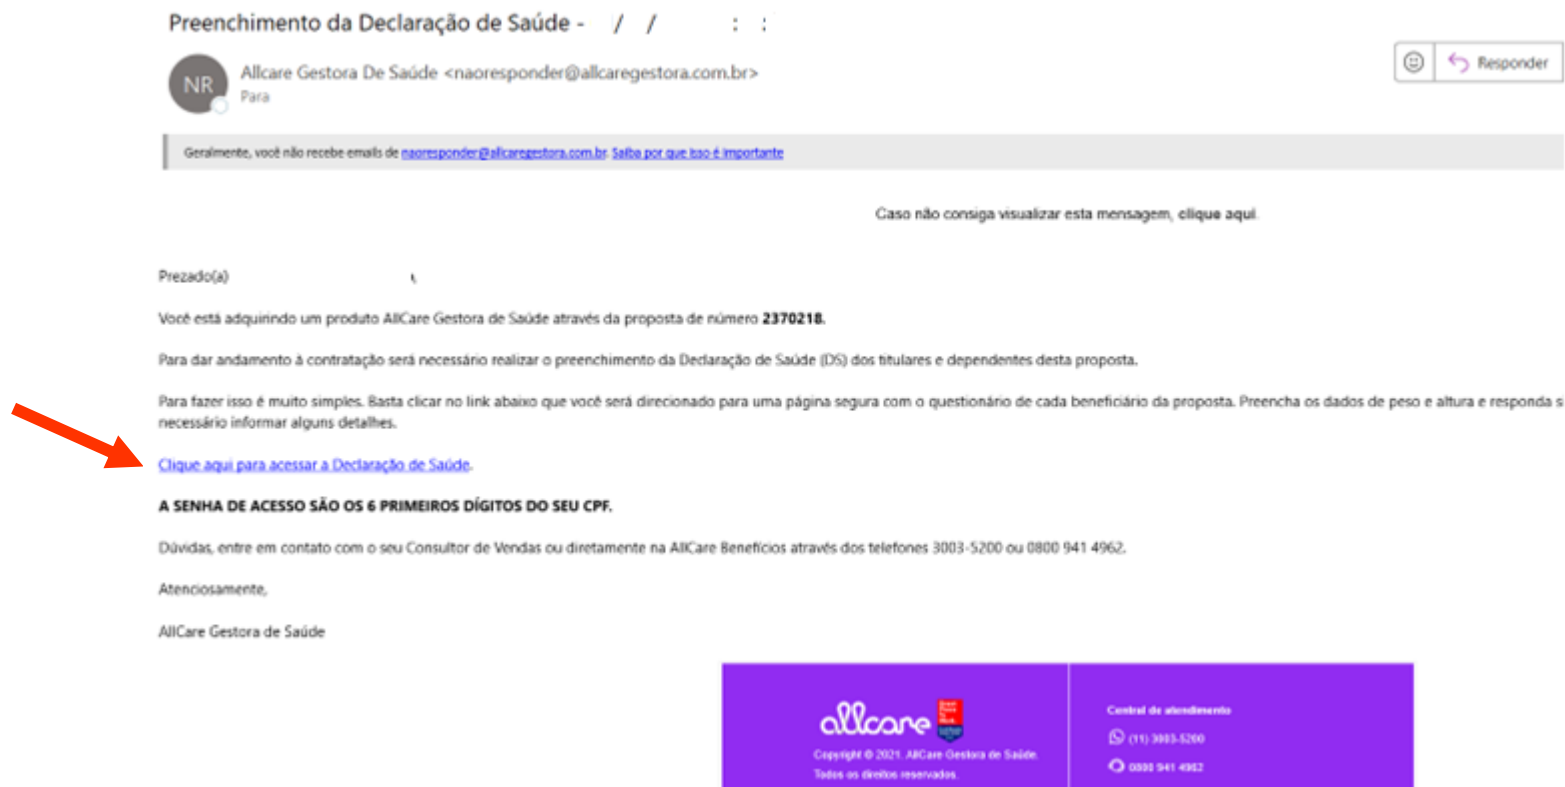 Preenchimento da Declaração de Saúde - / / : :
NR
Allcare Gestora De Saúde <naoresponder@allcaregestora.com.br>
Para
Responder
Geralmente, você não recebe emails de naoresponder@allcaregestora.com.br. Saiba por que isso é importante
Caso não consiga visualizar esta mensagem, clique aqui.
Prezado(a) ,
Você está adquirindo um produto AllCare Gestora de Saúde através da proposta de número 2370218.
Para dar andamento à contratação será necessário realizar o preenchimento da Declaração de Saúde (DS) dos titulares e dependentes desta proposta.
Para fazer isso é muito simples. Basta clicar no link abaixo que você será direcionado para uma página segura com o questionário de cada beneficiário da proposta. Preencha os dados de peso e altura e responda s
necessário informar alguns detalhes.
Clique aqui para acessar a Declaração de Saúde.
A SENHA DE ACESSO SÃO OS 6 PRIMEIROS DÍGITOS DO SEU CPF.
Dúvidas, entre em contato com o seu Consultor de Vendas ou diretamente na AllCare Benefícios através dos telefones 3003-5200 ou 0800 941 4962.
Atenciosamente,
AllCare Gestora de Saúde
allcare
Copyright © 2021. AllCare Gestora de Saúde.
Todos os direitos reservados.
Central de atendimento
(11) 3003-5200
0800 941 4962